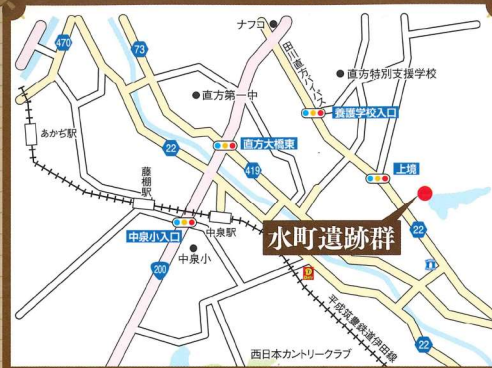 ナフコ
470
73
田川直方バイパス
直方特別支援学校
直方第一中
養護学校入口
あかぢ駅
22
直方大橋東
419
上境
藤棚駅
中泉小入口
中泉駅
水町遺跡群
22
中泉小
200
平成筑豊鉄道伊田線
22
西日本カントリークラブ